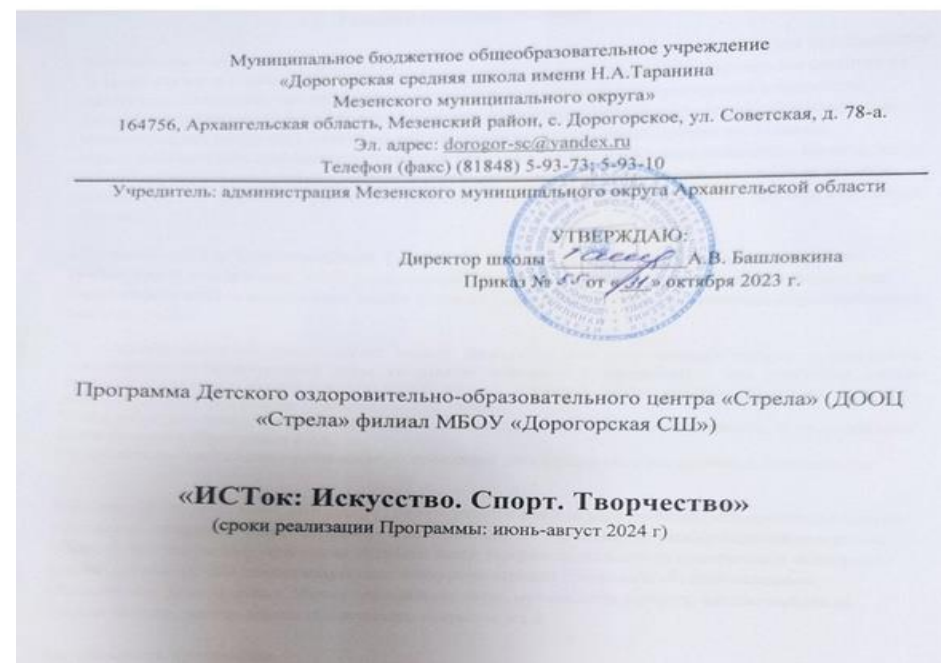 Муниципальное бюджетное общеобразовательное учреждение
«Дорогорская средняя школа имени Н.А.Таранина
Мезенского муниципального округа»
164756, Архангельская область, Мезенский район, с. Дорогорское, ул. Советская, д. 78-а.
Эл. адрес: dorogor-sc@yandex.ru
Телефон (факс) (81848) 5-93-73; 5-93-10
Учредитель: администрация Мезенского муниципального округа Архангельской области
УТВЕРЖДАЮ:
Директор школы А.В. Башловкина
Приказ № 55 от « » октября 2023 г.
Программа Детского оздоровительно-образовательного центра «Стрела» (ДООЦ
«Стрела» филиал МБОУ «Дорогорская СШ»)
«ИСТок: Искусство. Спорт. Творчество»
(сроки реализации Программы: июнь-август 2024 г)